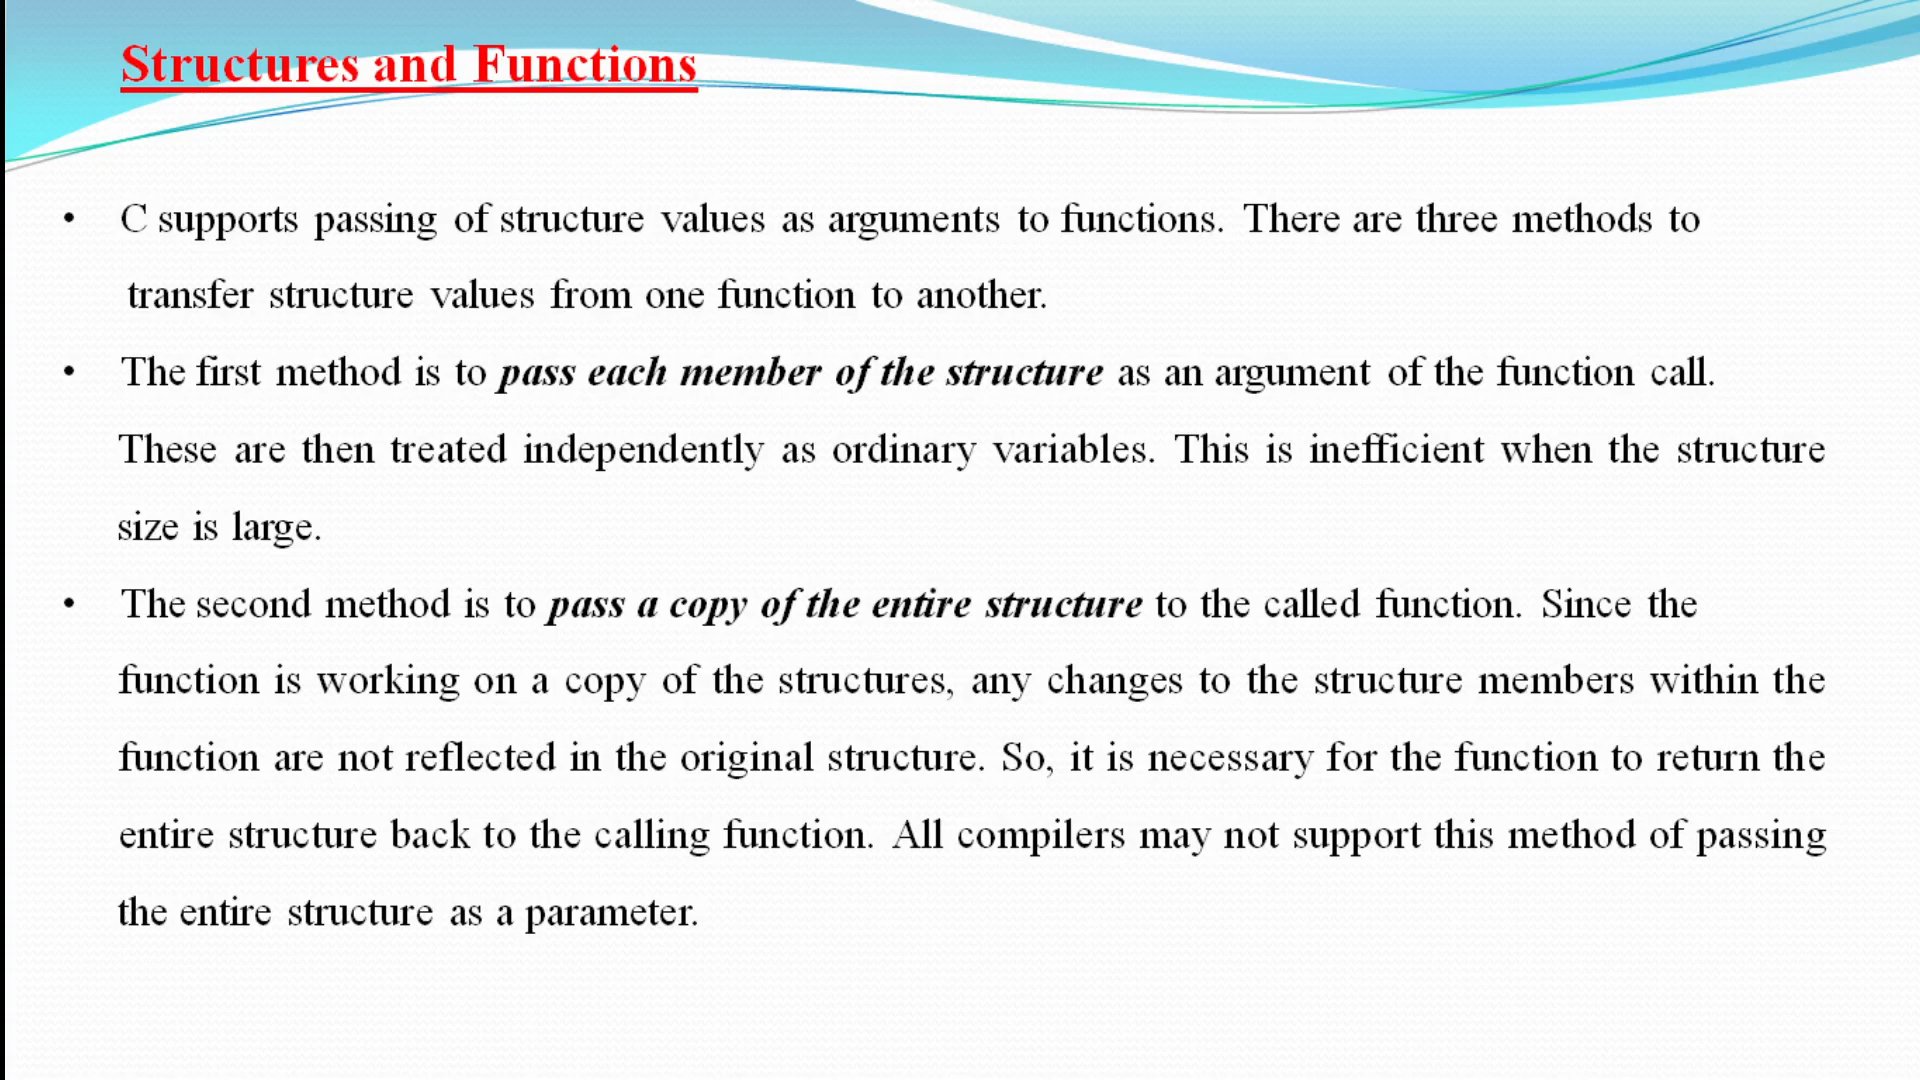 Structures and Functions
• C supports passing of structure values as arguments to functions. There are three methods to
transfer structure values from one function to another.
• The first method is to pass each member of the structure as an argument of the function call.
These are then treated independently as ordinary variables. This is inefficient when the structure
size is large.
• The second method is to pass a copy of the entire structure to the called function. Since the
function is working on a copy of the structures, any changes to the structure members within the
function are not reflected in the original structure. So, it is necessary for the function to return the
entire structure back to the calling function. All compilers may not support this method of passing
the entire structure as a parameter.